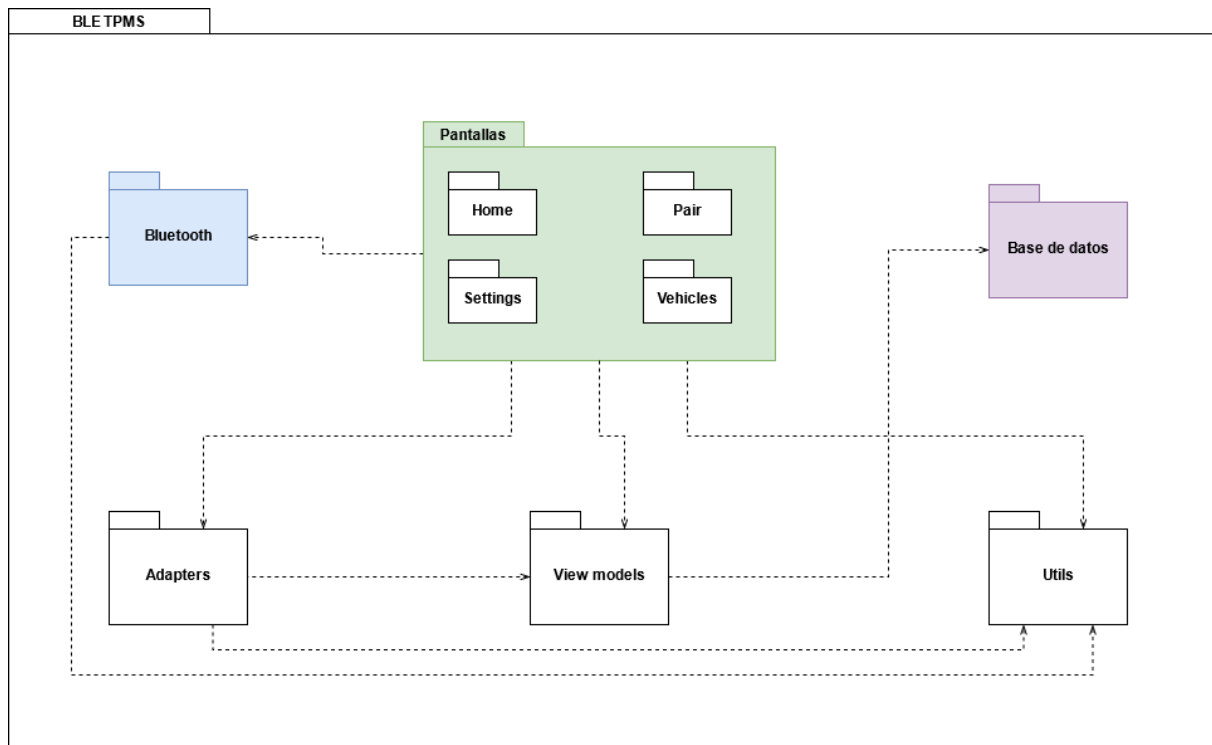 BLE TPMS
Pantallas
Home
Pair
Bluetooth
Base de datos
Settings
Vehicles
Adapters
View models
Utils